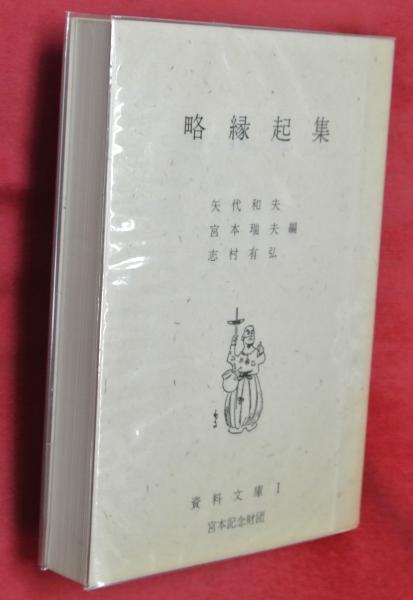 略縁起集
矢代和夫
宮本瑞夫編
志村有弘
資料文庫 I
宮本記念財団